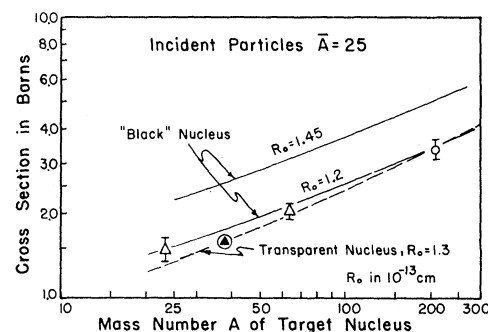 10.0
8.0
6.0
4.0
3.0
2.0
1.0
Cross Section in Barns
Incident Particles A̅ = 25
"Black" Nucleus
R₀=1.45
R₀=1.2
Transparent Nucleus, R₀=1.3
R₀ in 10⁻¹³cm
10 25 50 100 200 300
Mass Number A of Target Nucleus